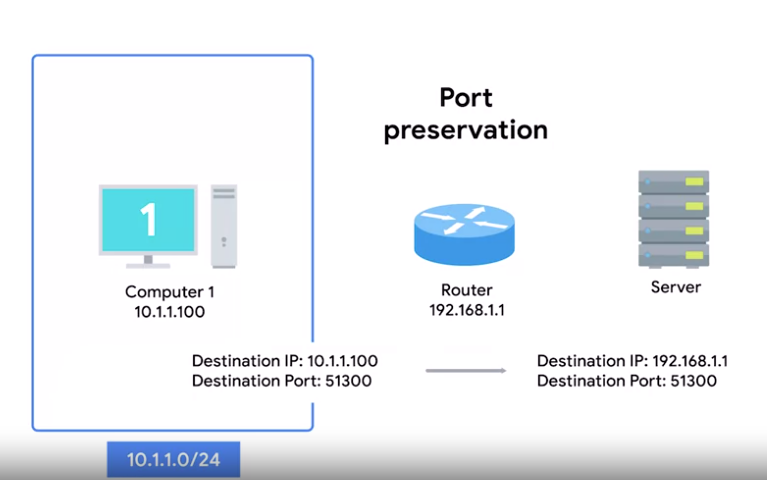 Port
preservation
1
Computer 1
10.1.1.100
Router
192.168.1.1
Server
Destination IP: 10.1.1.100
Destination Port: 51300
Destination IP: 192.168.1.1
Destination Port: 51300
10.1.1.0/24